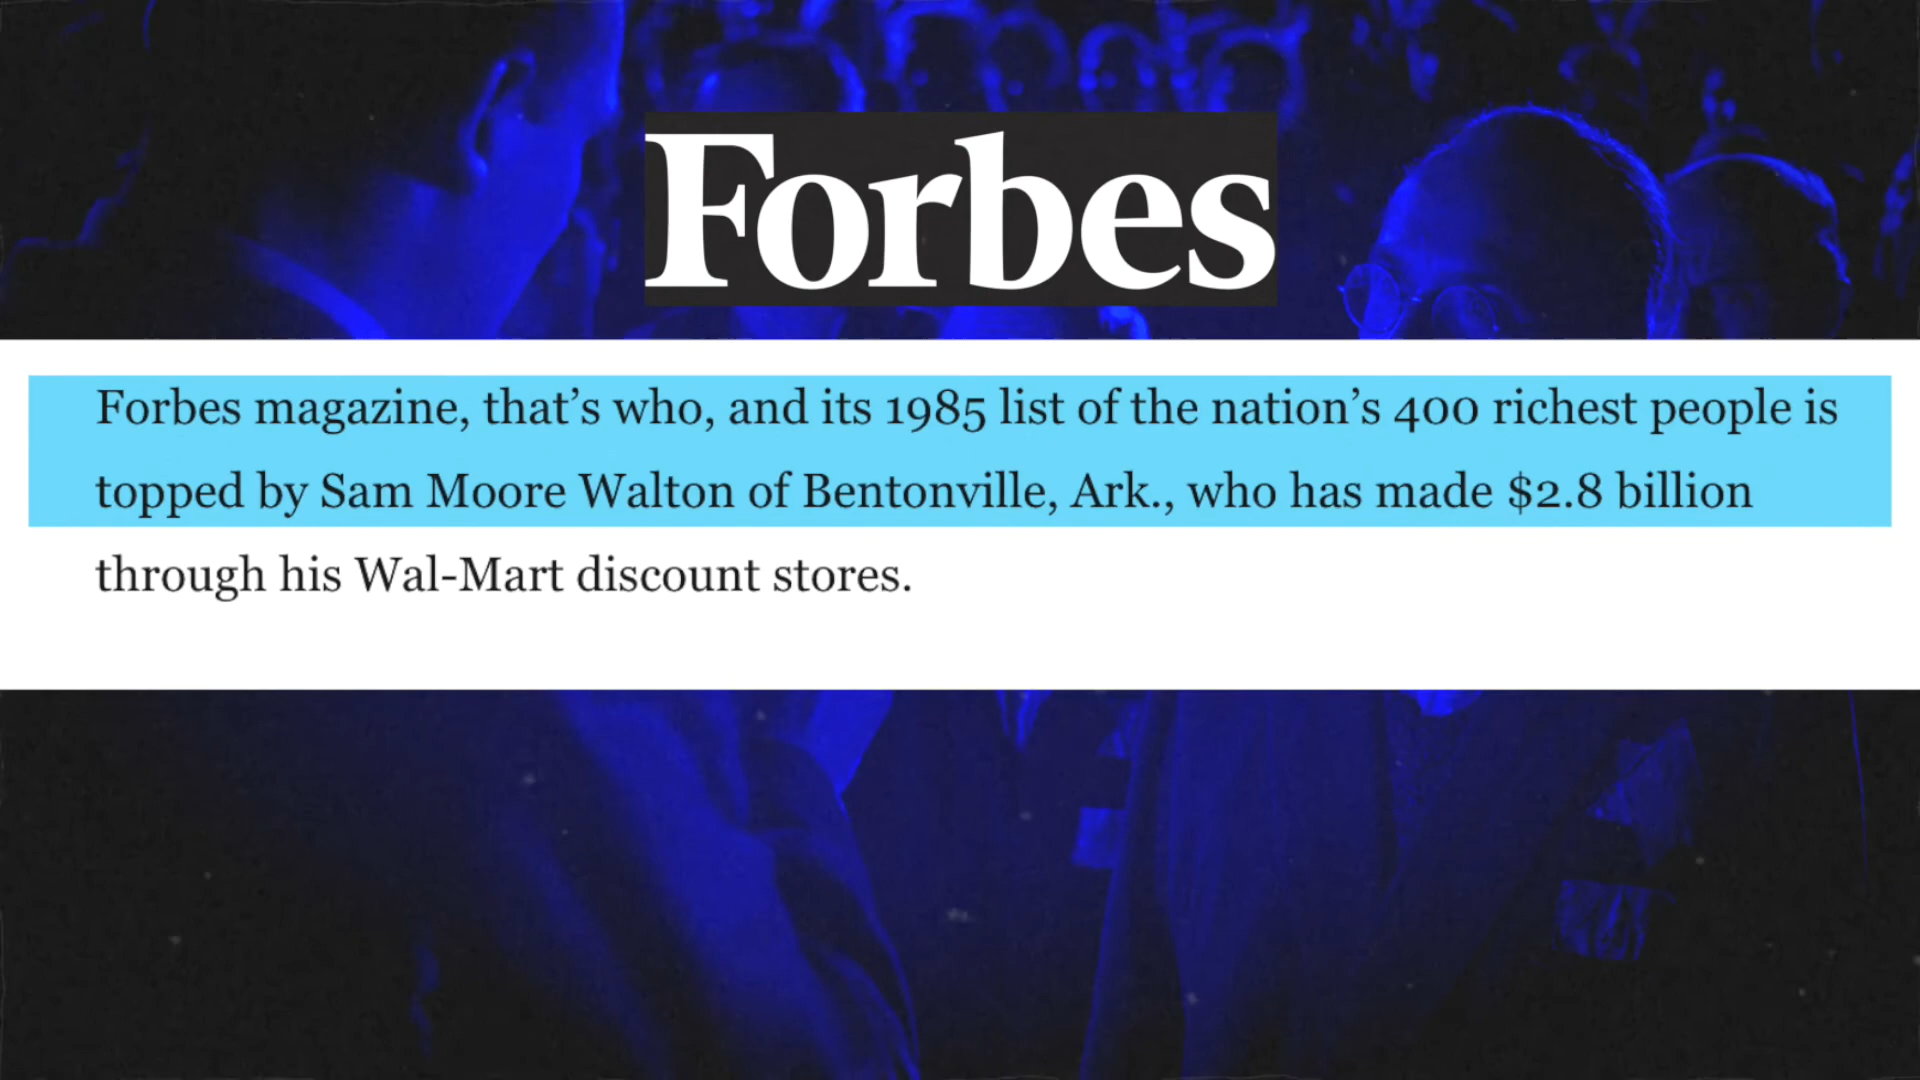 Forbes
Forbes magazine, that’s who, and its 1985 list of the nation’s 400 richest people is
topped by Sam Moore Walton of Bentonville, Ark., who has made $2.8 billion
through his Wal-Mart discount stores.